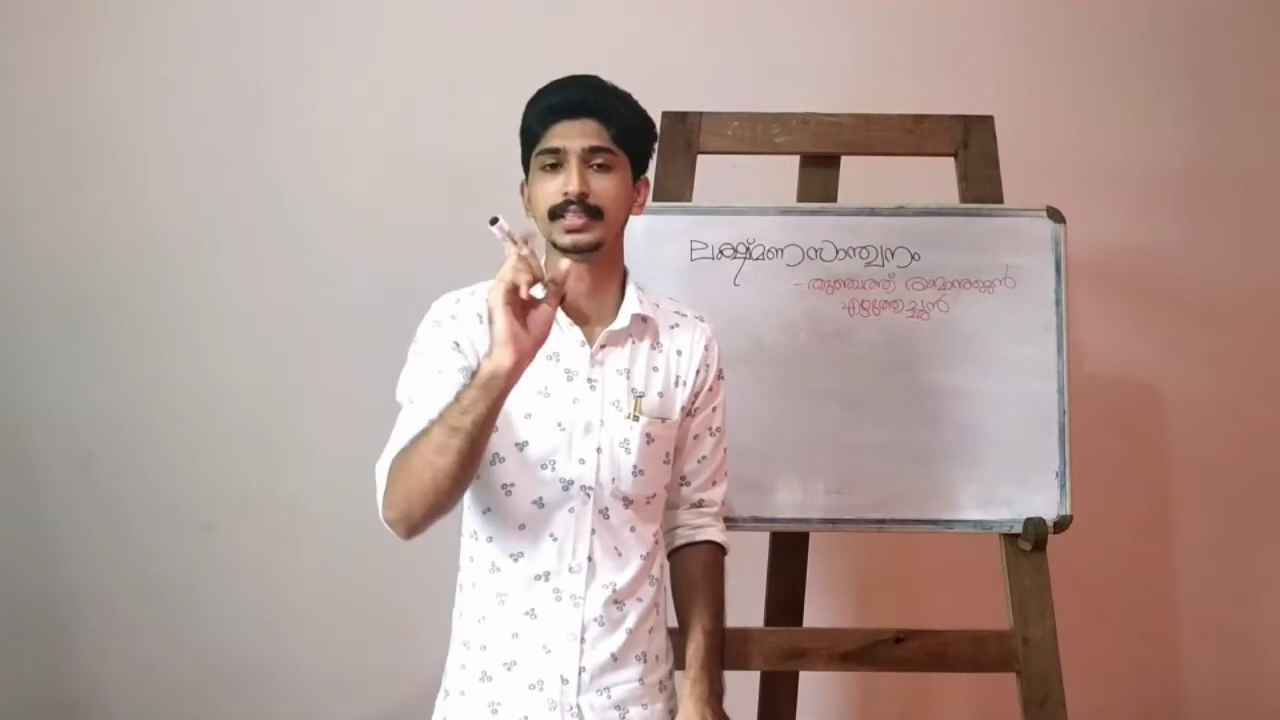 ലക്ഷ്മണസാന്ത്വനം
- തുഞ്ചത്ത് രാമാനുജൻ
എഴുത്തച്ഛൻ